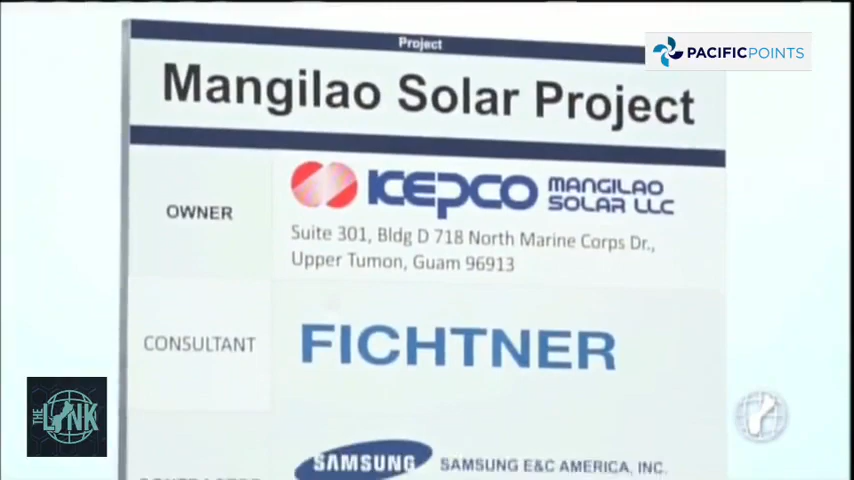 Project
PACIFICPOINTS
Mangilao Solar Project
OWNER
KEPCO MANGILAO SOLAR LLC
Suite 301, Bldg D 718 North Marine Corps Dr.,
Upper Tumon, Guam 96913
CONSULTANT
FICHTNER
THE LINK
SAMSUNG SAMSUNG E&C AMERICA, INC.
CONTRACTOR